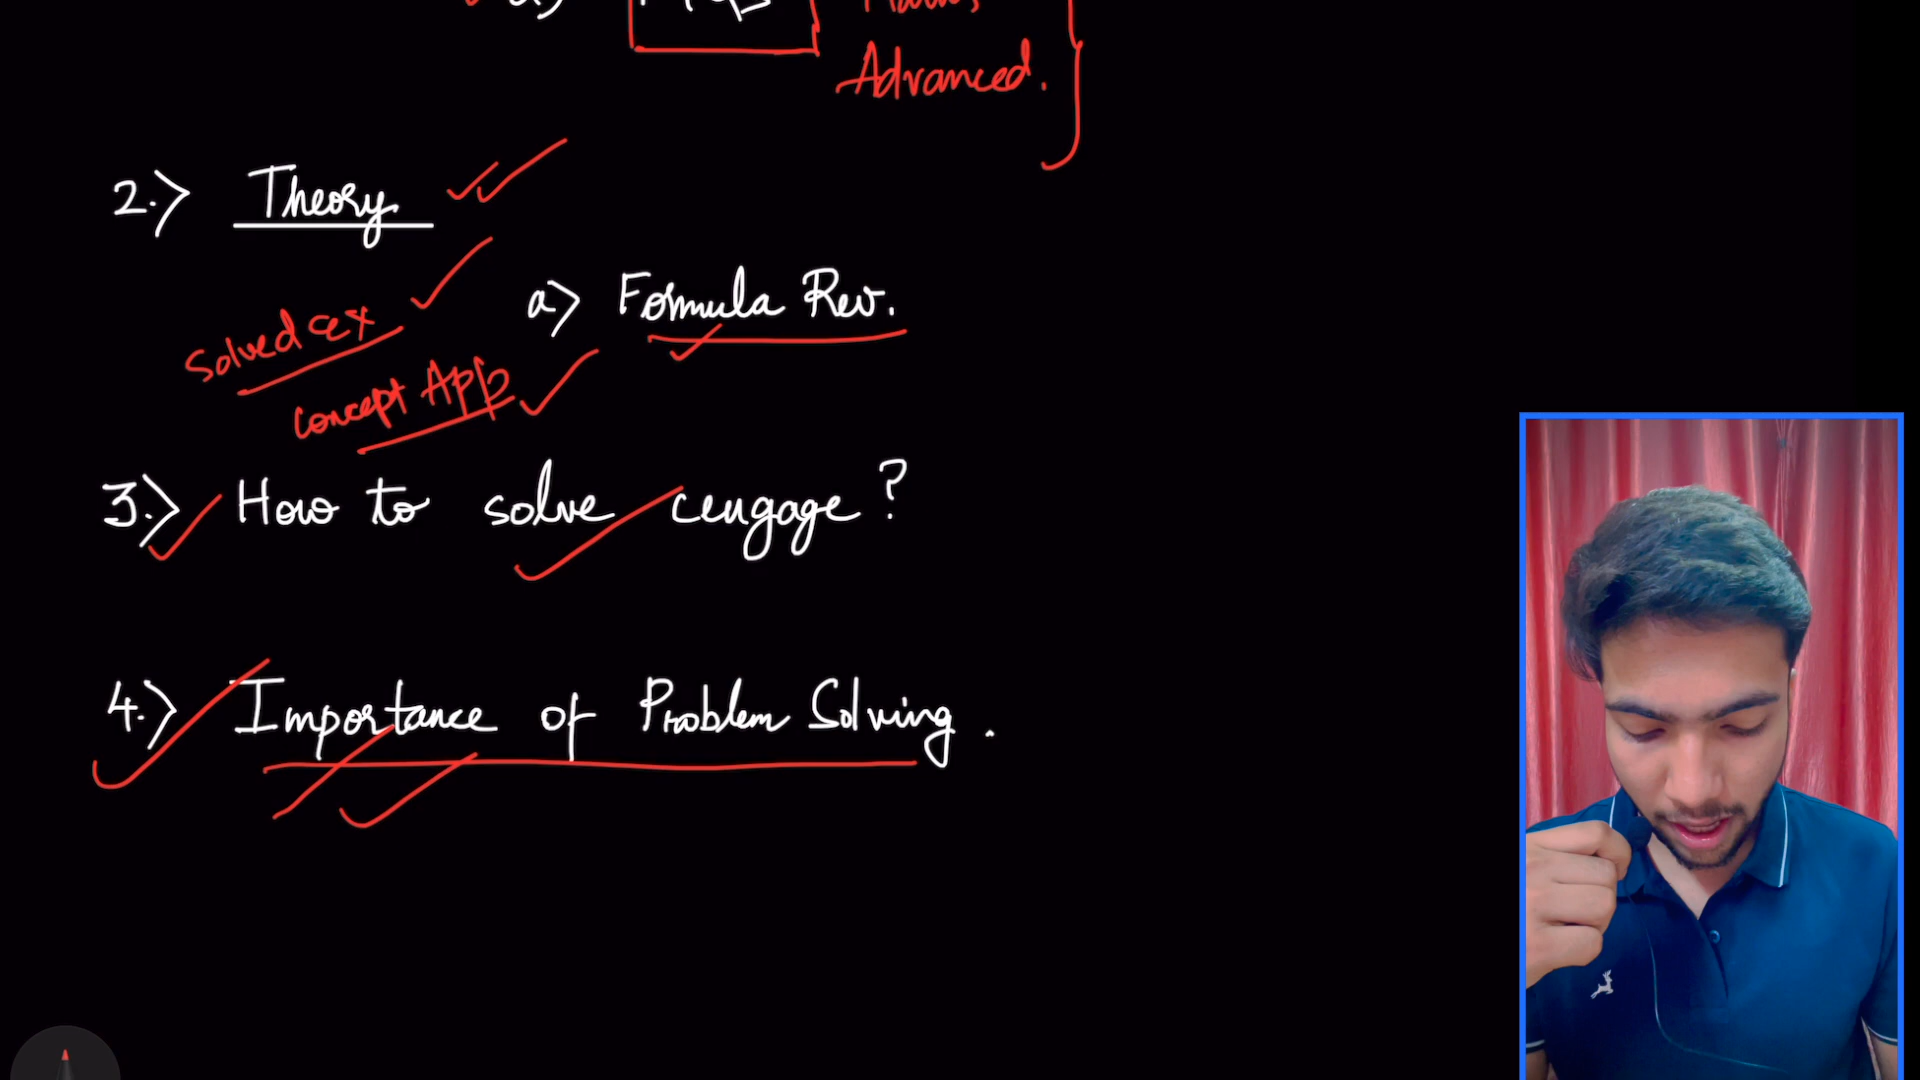 Advanced.
2.) Theory
a) Formula Rev.
Solved ex
Concept App
3.) How to solve cengage?
4.) Importance of Problem Solving.